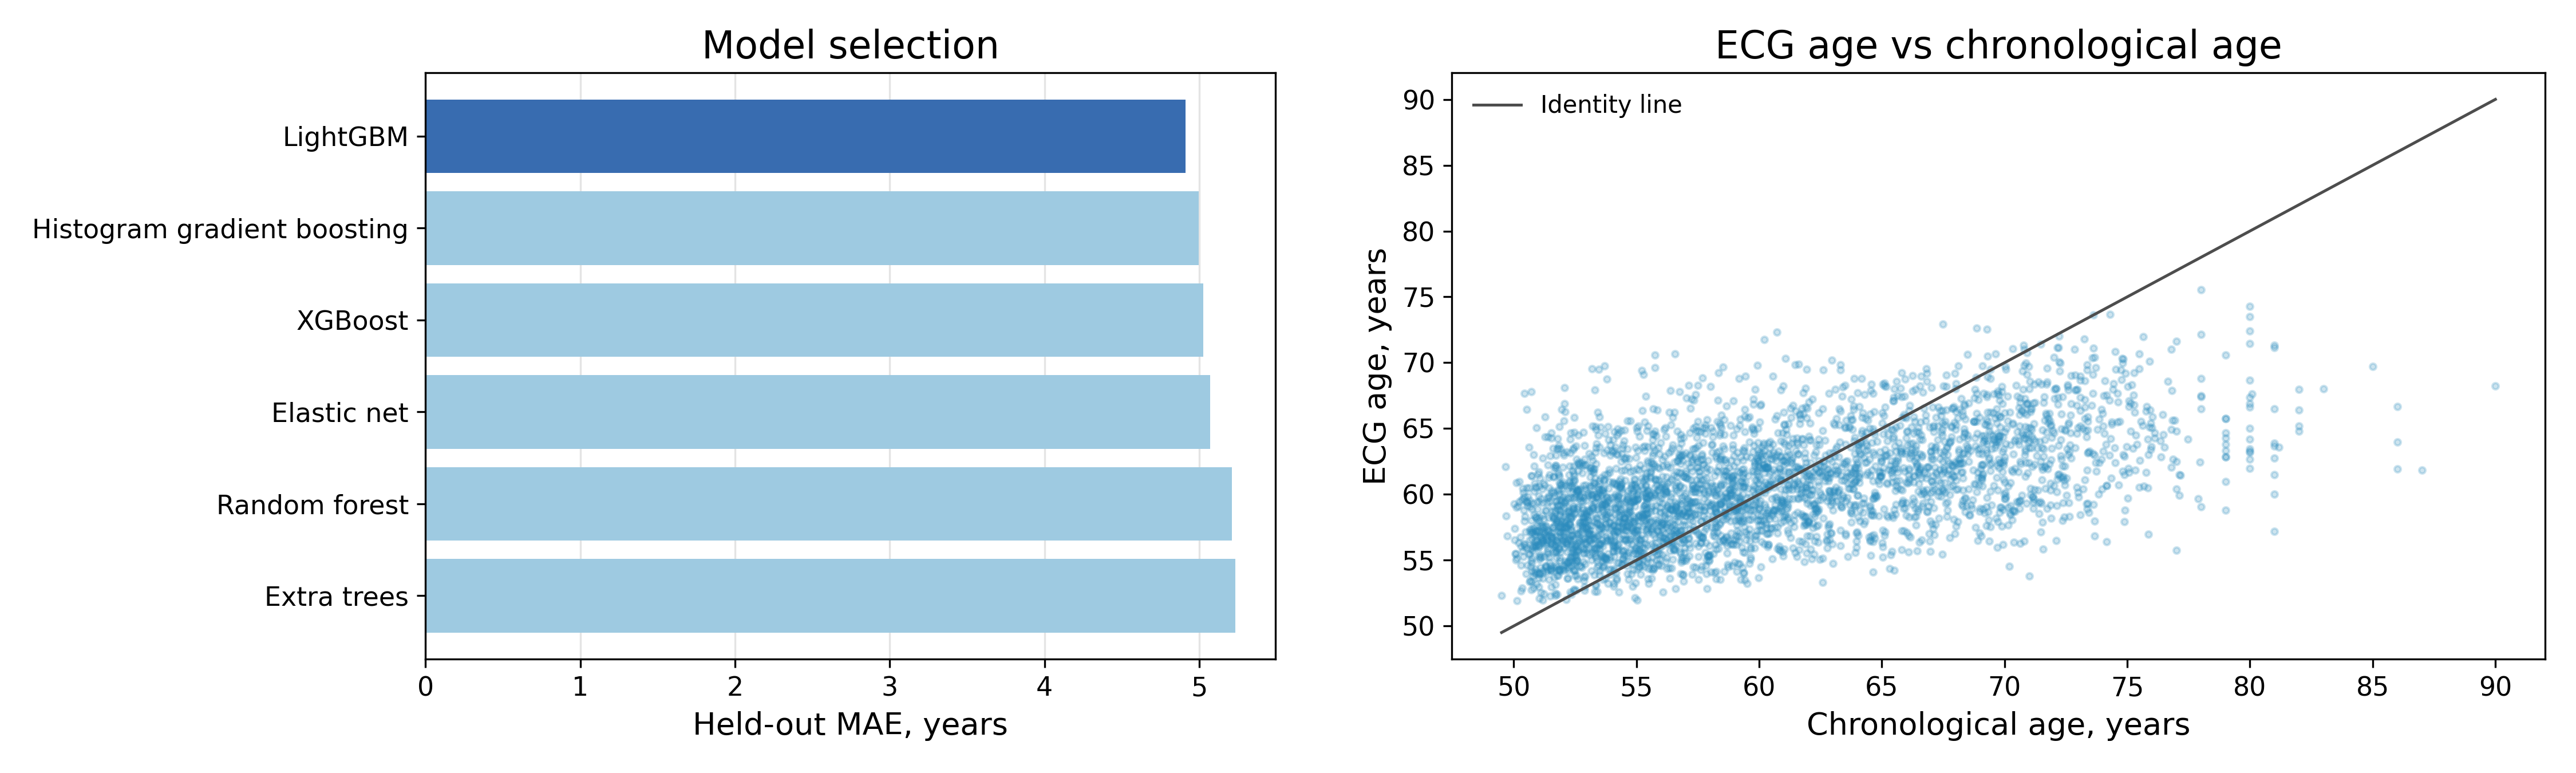 Model selection
LightGBM
Histogram gradient boosting
XGBoost
Elastic net
Random forest
Extra trees
0 1 2 3 4 5
Held-out MAE, years
ECG age vs chronological age
Identity line
90
85
80
75
70
65
60
55
50
ECG age, years
50 55 60 65 70 75 80 85 90
Chronological age, years